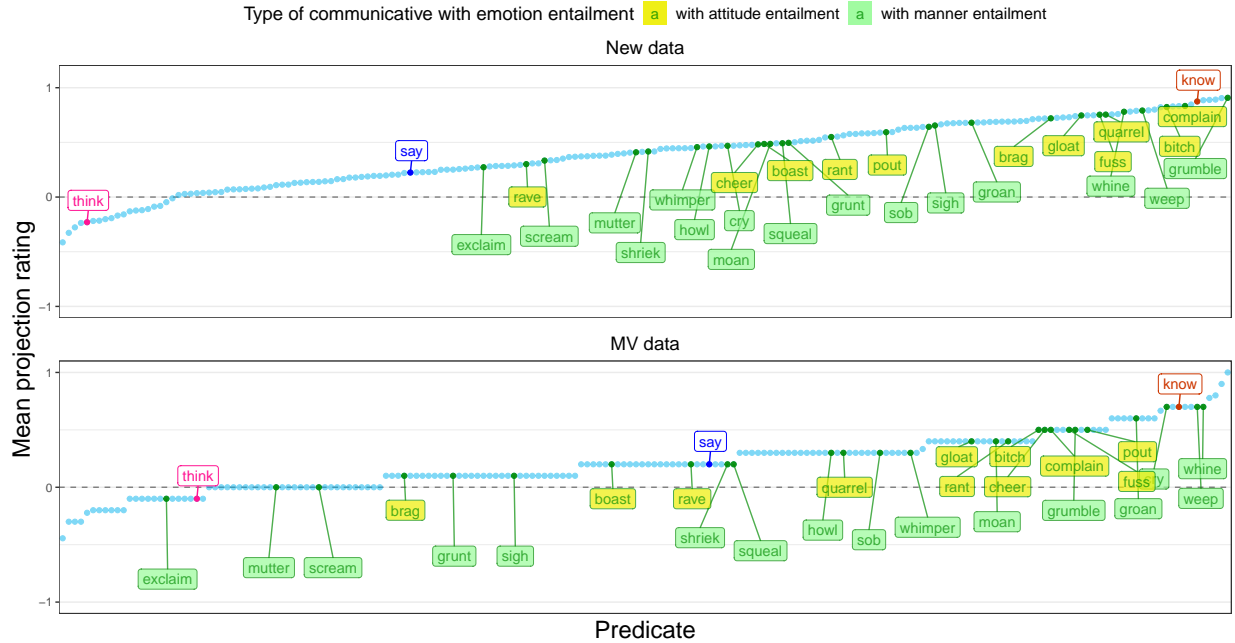 Type of communicative with emotion entailment a with attitude entailment a with manner entailment
New data
Mean projection rating
1
0
−1
think
say
know
exclaim
rave
scream
mutter
shriek
whimper
howl
cheer
cry
moan
boast
squeal
rant
grunt
pout
sob
sigh
groan
brag
gloat
quarrel
fuss
whine
complain
bitch
grumble
weep
MV data
1
0
−1
think
say
know
exclaim
mutter
scream
brag
grunt
sigh
boast
rave
shriek
squeal
howl
quarrel
sob
whimper
gloat
rant
bitch
cheer
moan
complain
grumble
pout
fuss
groan
whine
weep
Predicate